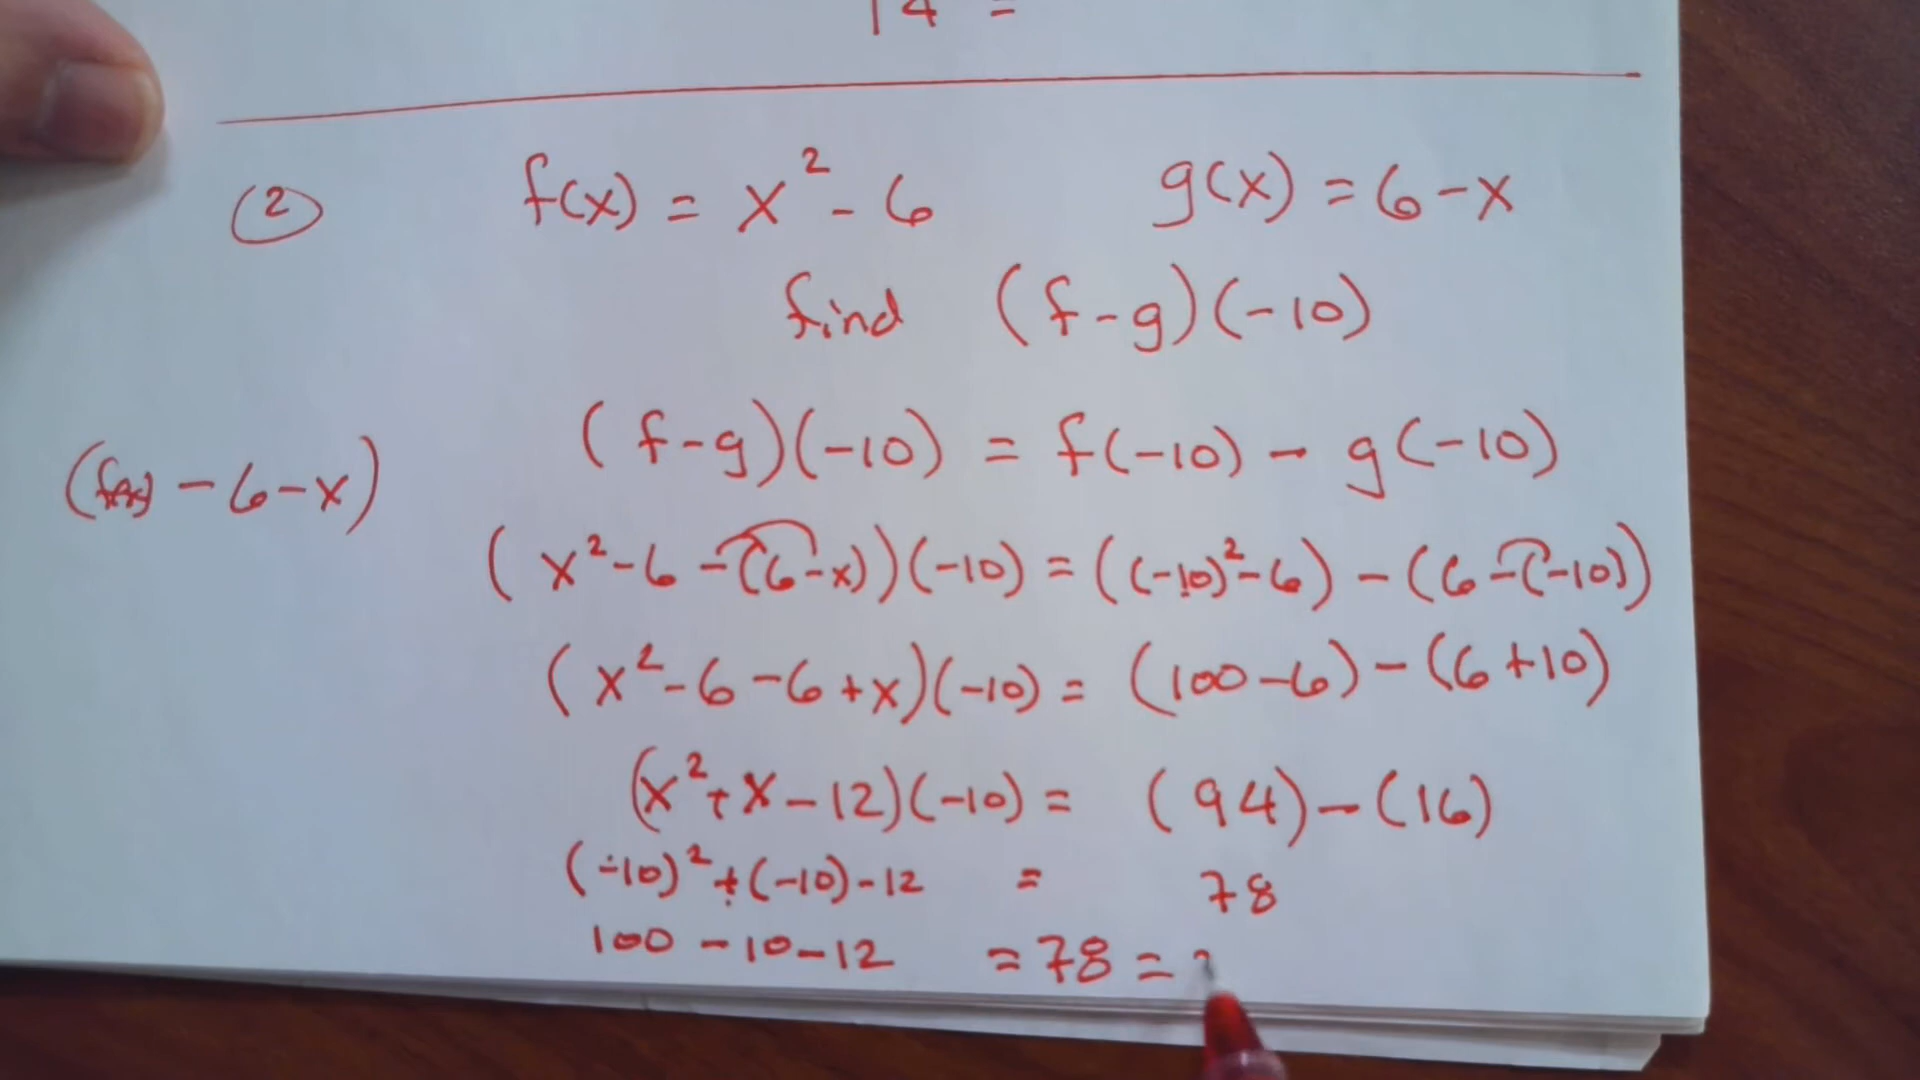 14 =
② f(x) = x² - 6 g(x) = 6 - x
find (f-g)(-10)
(f-g)(-10) = f(-10) - g(-10)
(f(x) - 6 - x)
(x² - 6 - (6 - x))(-10) = ((-10)² - 6) - (6 - (-10))
(x² - 6 - 6 + x)(-10) = (100 - 6) - (6 + 10)
(x² + x - 12)(-10) = (94) - (16)
(-10)² + (-10) - 12 = 78
100 - 10 - 12 = 78 =